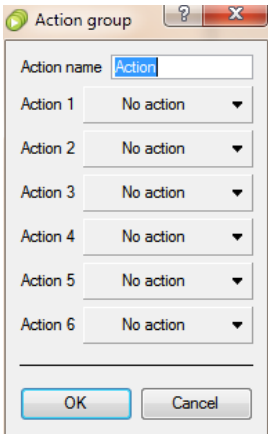 Action group
?
X
Action name Action
Action 1 No action
Action 2 No action
Action 3 No action
Action 4 No action
Action 5 No action
Action 6 No action
OK Cancel